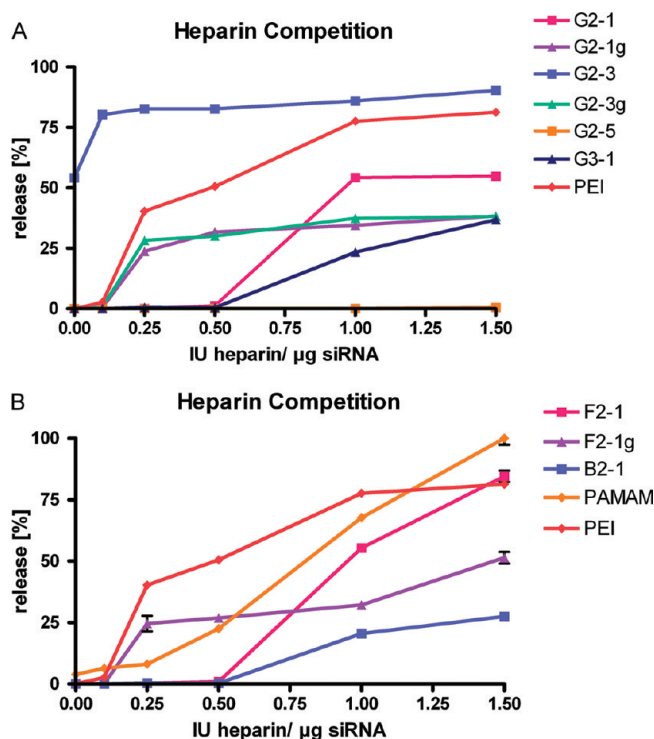 A
Heparin Competition
release [%]
100
75
50
25
0
0.00 0.25 0.50 0.75 1.00 1.25 1.50
IU heparin/ µg siRNA
G2-1
G2-1g
G2-3
G2-3g
G2-5
G3-1
PEI
B
Heparin Competition
release [%]
100
75
50
25
0
0.00 0.25 0.50 0.75 1.00 1.25 1.50
IU heparin/ µg siRNA
F2-1
F2-1g
B2-1
PAMAM
PEI